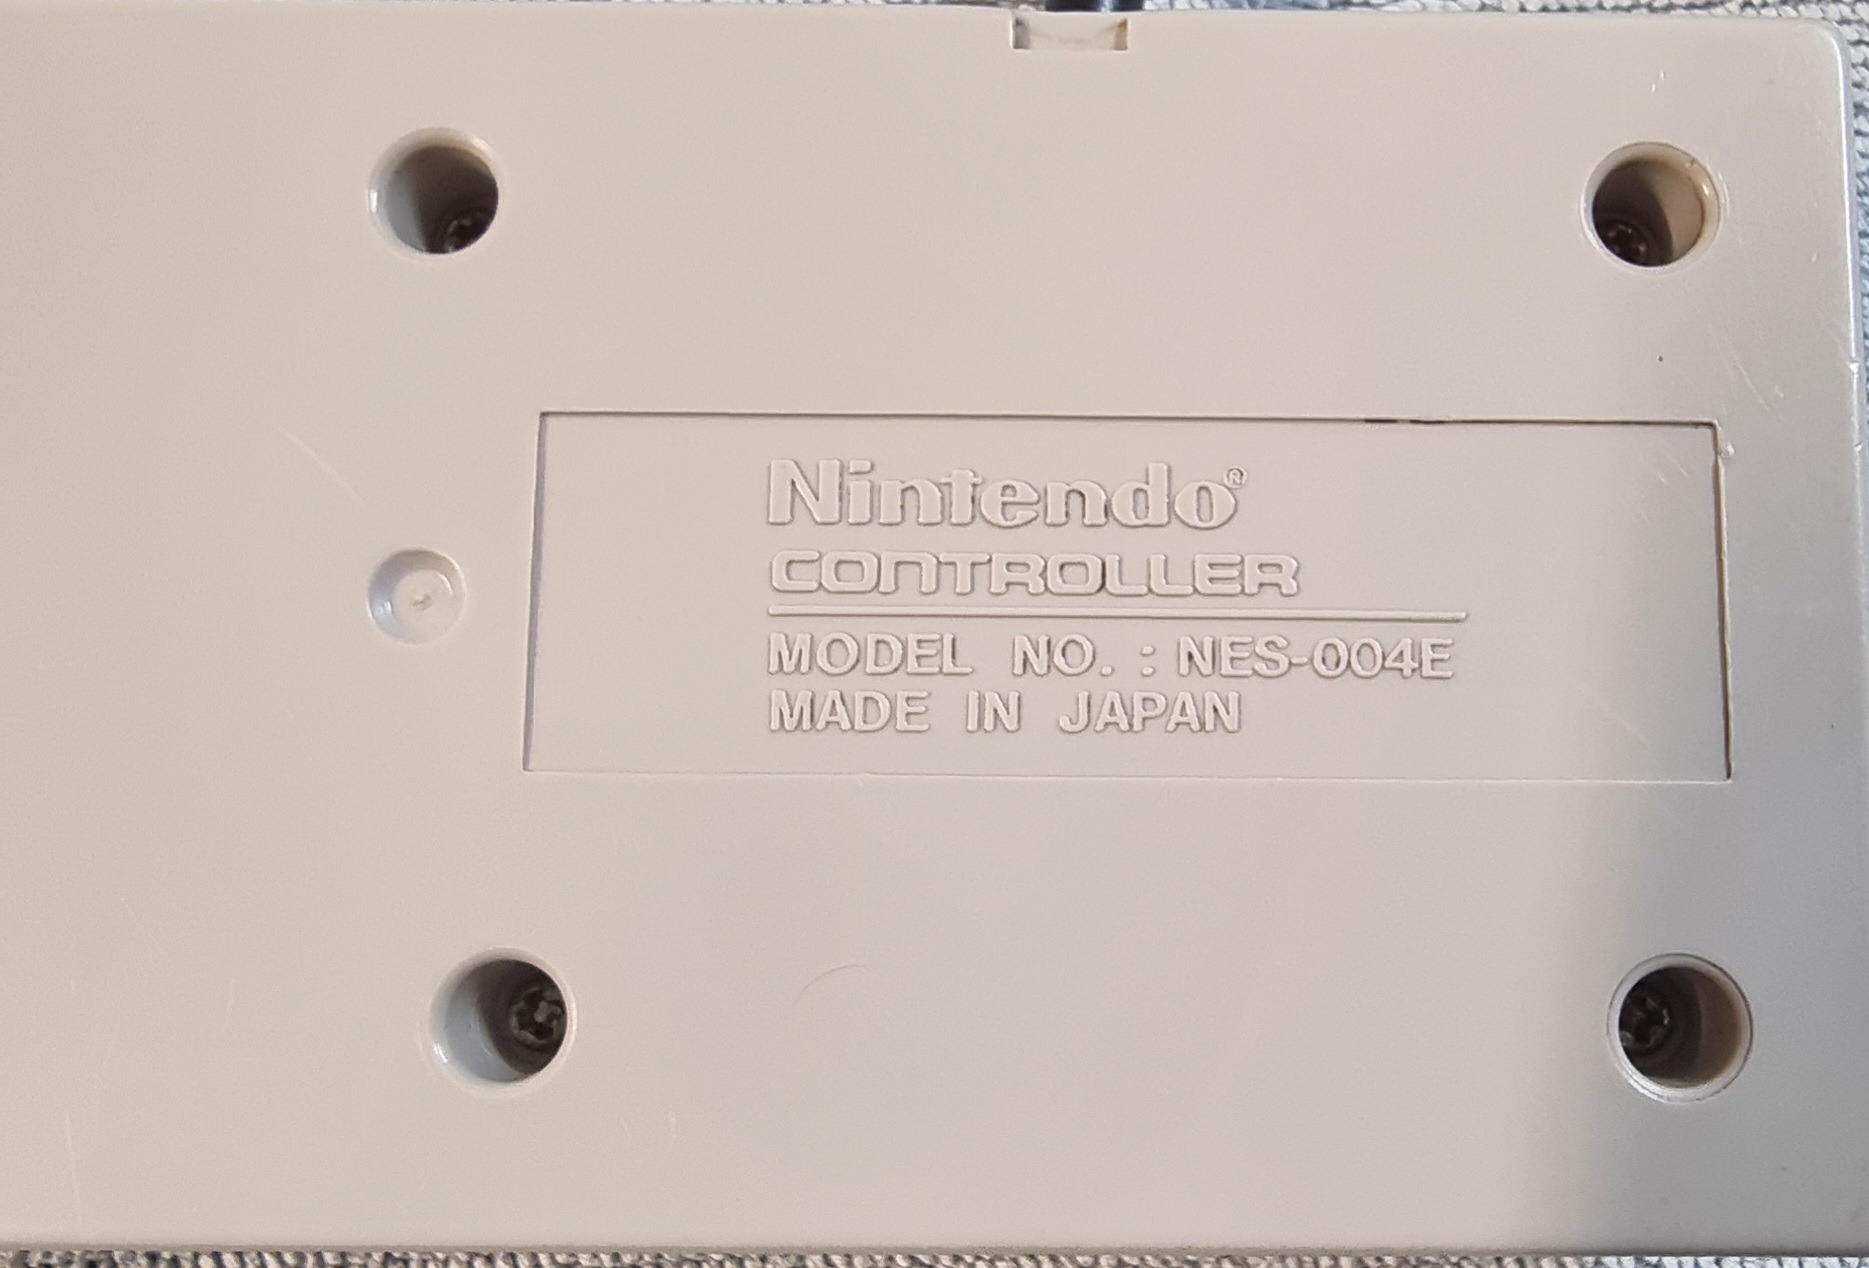 Nintendo®
CONTROLLER
MODEL NO. : NES-004E
MADE IN JAPAN